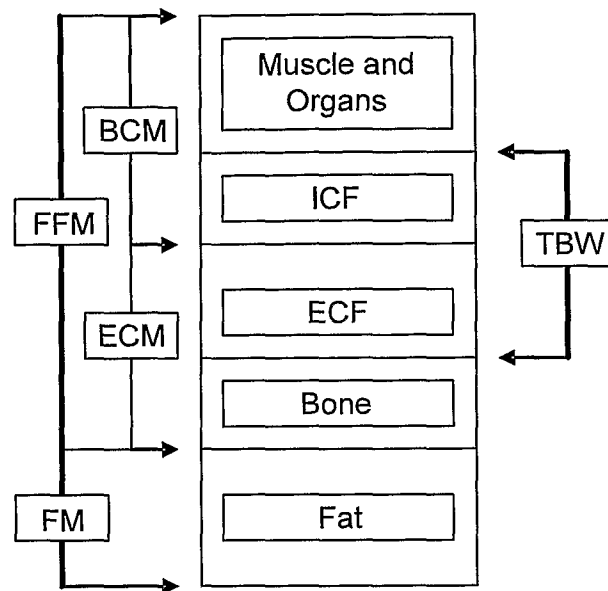 Muscle and
Organs
BCM
ICF
FFM
TBW
ECM
ECF
Bone
FM
Fat